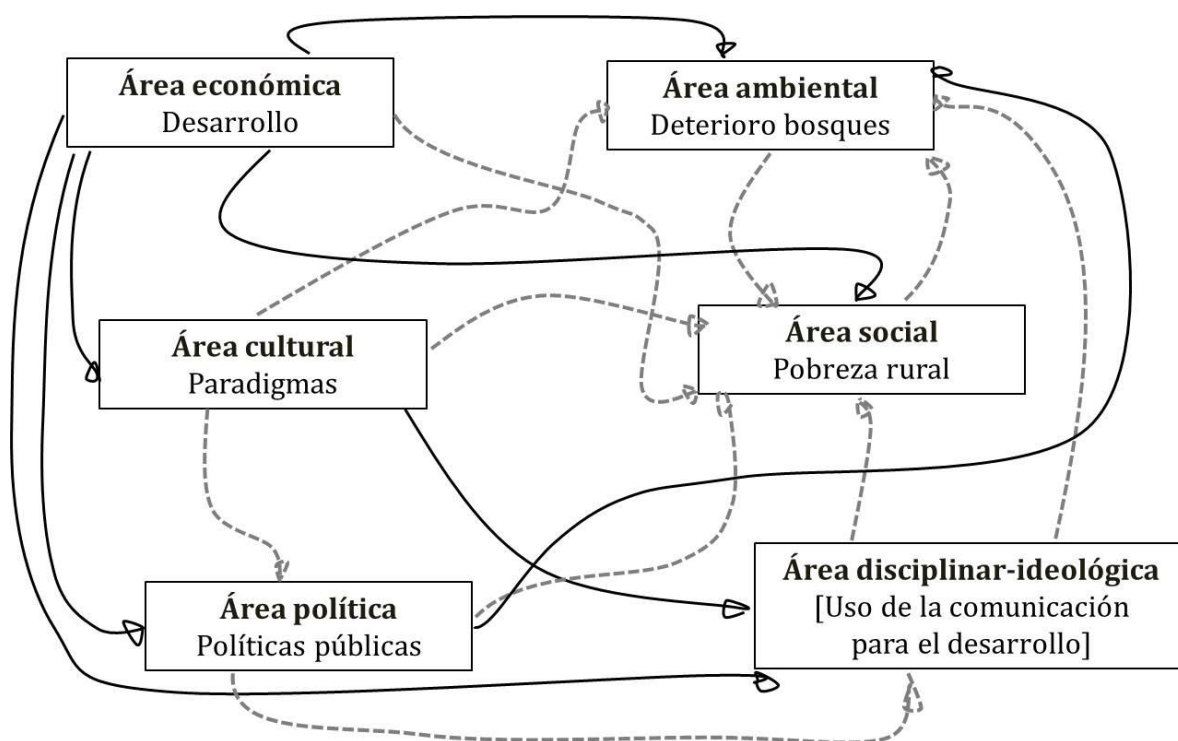 Área económica
Desarrollo
Área ambiental
Deterioro bosques
Área cultural
Paradigmas
Área social
Pobreza rural
Área política
Políticas públicas
Área disciplinar-ideológica
[Uso de la comunicación
para el desarrollo]